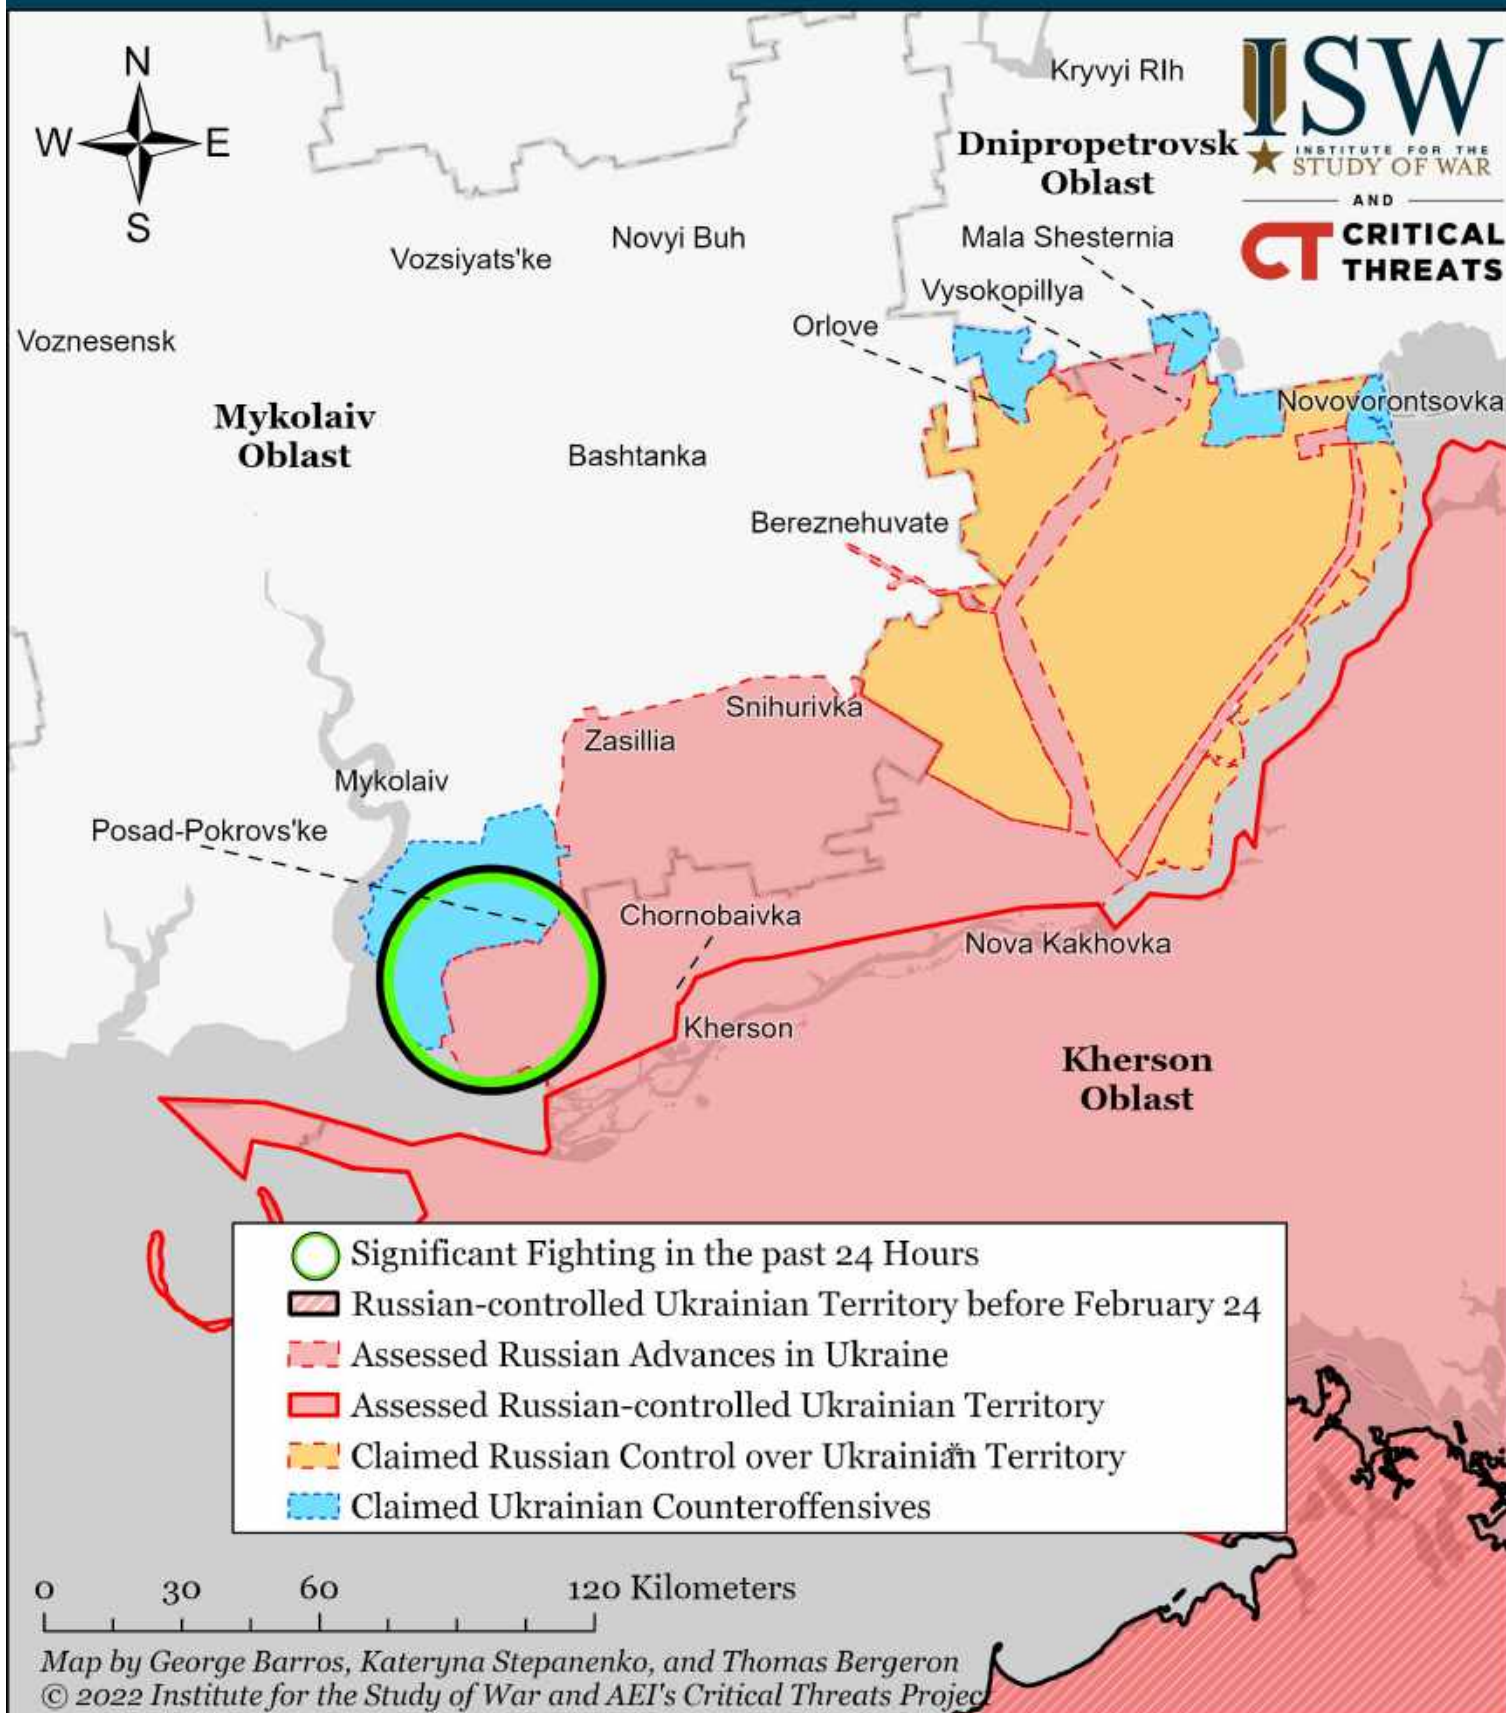 N
W E
S
Kryvyi RIh
ISW
INSTITUTE FOR THE
STUDY OF WAR
AND
CT CRITICAL
THREATS
Dnipropetrovsk
Oblast
Novyi Buh
Mala Shesternia
Vozsiyats'ke
Vysokopillya
Orlove
Voznesensk
Novovorontsovka
Mykolaiv
Oblast
Bashtanka
Bereznehuvate
Snihurivka
Zasillia
Mykolaiv
Posad-Pokrovs'ke
Chornobaivka
Nova Kakhovka
Kherson
Kherson
Oblast
Significant Fighting in the past 24 Hours
Russian-controlled Ukrainian Territory before February 24
Assessed Russian Advances in Ukraine
Assessed Russian-controlled Ukrainian Territory
Claimed Russian Control over Ukrainian Territory
Claimed Ukrainian Counteroffensives
0 30 60 120 Kilometers
Map by George Barros, Kateryna Stepanenko, and Thomas Bergeron
© 2022 Institute for the Study of War and AEI's Critical Threats Project